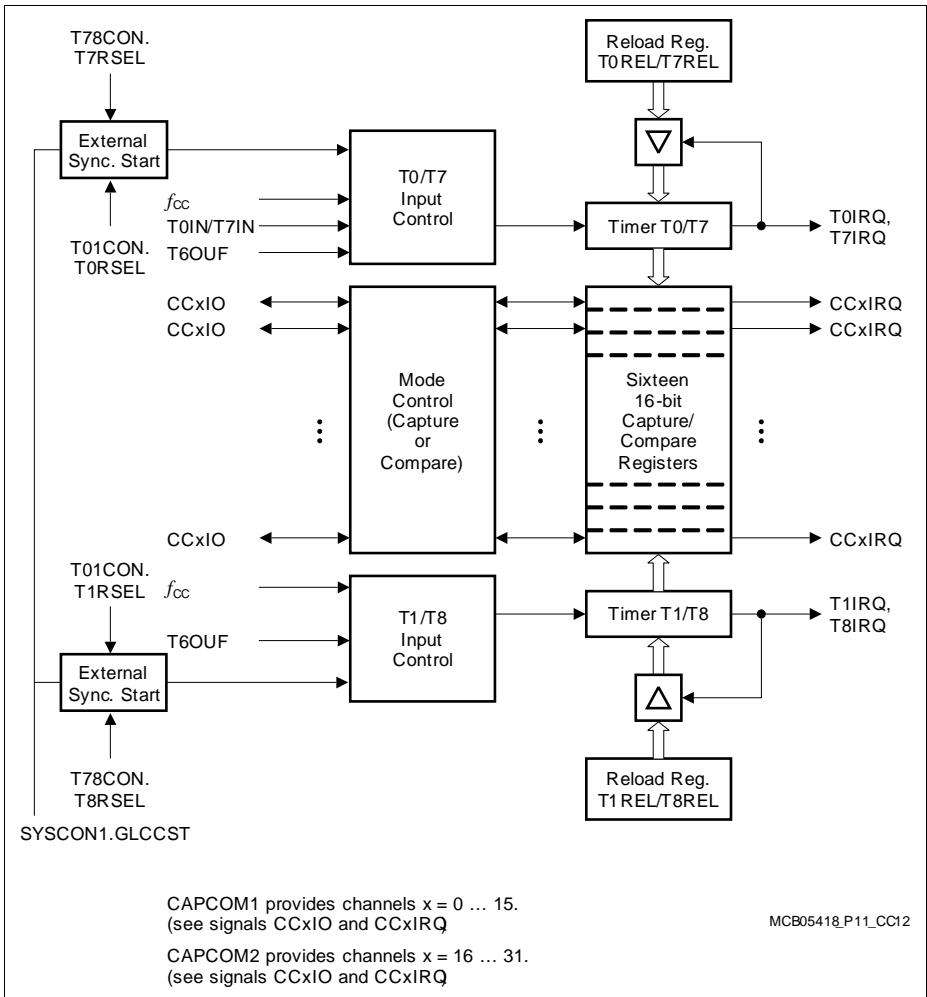 T78CON.
T7RSEL
Reload Reg.
T0REL/T7REL
External
Sync. Start
T0/T7
Input
Control
fCC
T0IN/T7IN
T6OUF
T01CON.
T0RSEL
Timer T0/T7
T0IRQ,
T7IRQ
CCxIO
CCxIO
CCxIRQ
CCxIRQ
Mode
Control
(Capture
or
Compare)
Sixteen
16-bit
Capture/
Compare
Registers
CCxIO
CCxIRQ
T01CON.
T1RSEL
fCC
T6OUF
T1/T8
Input
Control
Timer T1/T8
T1IRQ,
T8IRQ
External
Sync. Start
T78CON.
T8RSEL
Reload Reg.
T1REL/T8REL
SYSCON1.GLCCST
CAPCOM1 provides channels x = 0 … 15.
(see signals CCxIO and CCxIRQ)
MCB05418_P11_CC12
CAPCOM2 provides channels x = 16 … 31.
(see signals CCxIO and CCxIRQ)